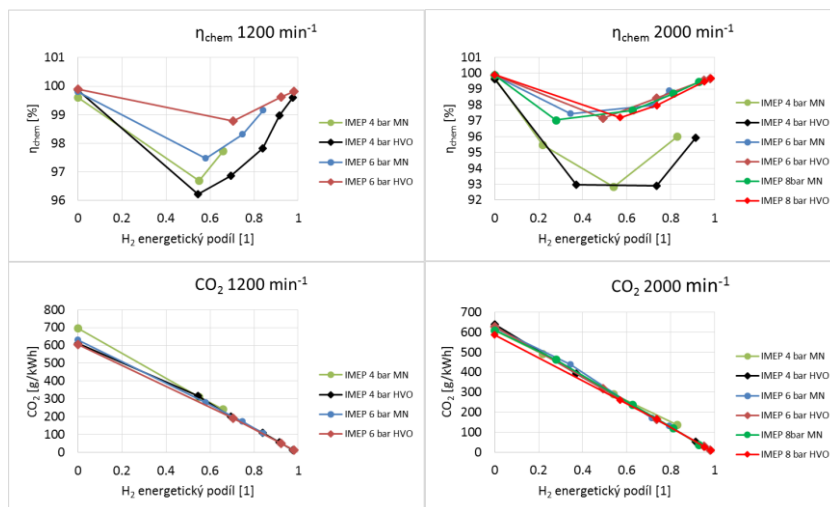 η_chem 1200 min⁻¹
101
100
99
98
97
96
η_chem [%]
0 0.2 0.4 0.6 0.8 1
H₂ energetický podíl [1]
IMEP 4 bar MN
IMEP 4 bar HVO
IMEP 6 bar MN
IMEP 6 bar HVO
η_chem 2000 min⁻¹
101
100
99
98
97
96
95
94
93
92
η_chem [%]
0 0.2 0.4 0.6 0.8 1
H₂ energetický podíl [1]
IMEP 4 bar MN
IMEP 4 bar HVO
IMEP 6 bar MN
IMEP 6 bar HVO
IMEP 8bar MN
IMEP 8 bar HVO
CO₂ 1200 min⁻¹
800
700
600
500
400
300
200
100
0
CO₂ [g/kWh]
0 0.2 0.4 0.6 0.8 1
H₂ energetický podíl [1]
IMEP 4 bar MN
IMEP 4 bar HVO
IMEP 6 bar MN
IMEP 6 bar HVO
CO₂ 2000 min⁻¹
700
600
500
400
300
200
100
0
CO₂ [g/kWh]
0 0.2 0.4 0.6 0.8 1
H₂ energetický podíl [1]
IMEP 4 bar MN
IMEP 4 bar HVO
IMEP 6 bar MN
IMEP 6 bar HVO
IMEP 8bar MN
IMEP 8 bar HVO